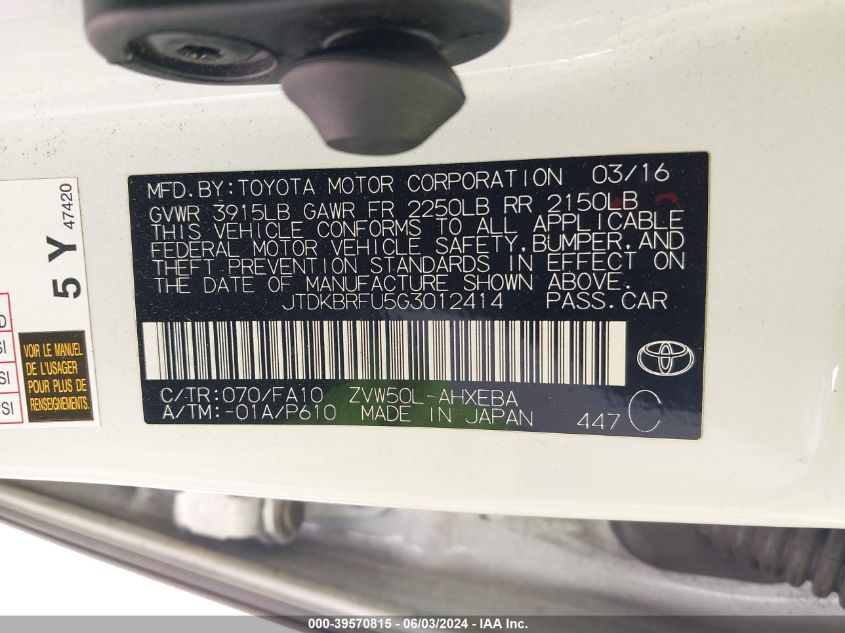 MFD.BY:TOYOTA MOTOR CORPORATION 03/16
GVWR 3915LB GAWR FR 2250LB RR 2150LB
THIS VEHICLE CONFORMS TO ALL APPLICABLE
FEDERAL MOTOR VEHICLE SAFETY,BUMPER,AND
THEFT PREVENTION STANDARDS IN EFFECT ON
THE DATE OF MANUFACTURE SHOWN ABOVE.
JTDKBRFU5G3012414 PASS.CAR
C/TR:070/FA10 ZVW50L-AHXEBA
A/TM:-01A/P610 MADE IN JAPAN 447 C
5 Y 47420
D
SI
SI
PSI
VOIR LE MANUEL
DE L'USAGER
POUR PLUS DE
RENSEIGNEMENTS.
000-39570815 - 06/03/2024 - IAA Inc.